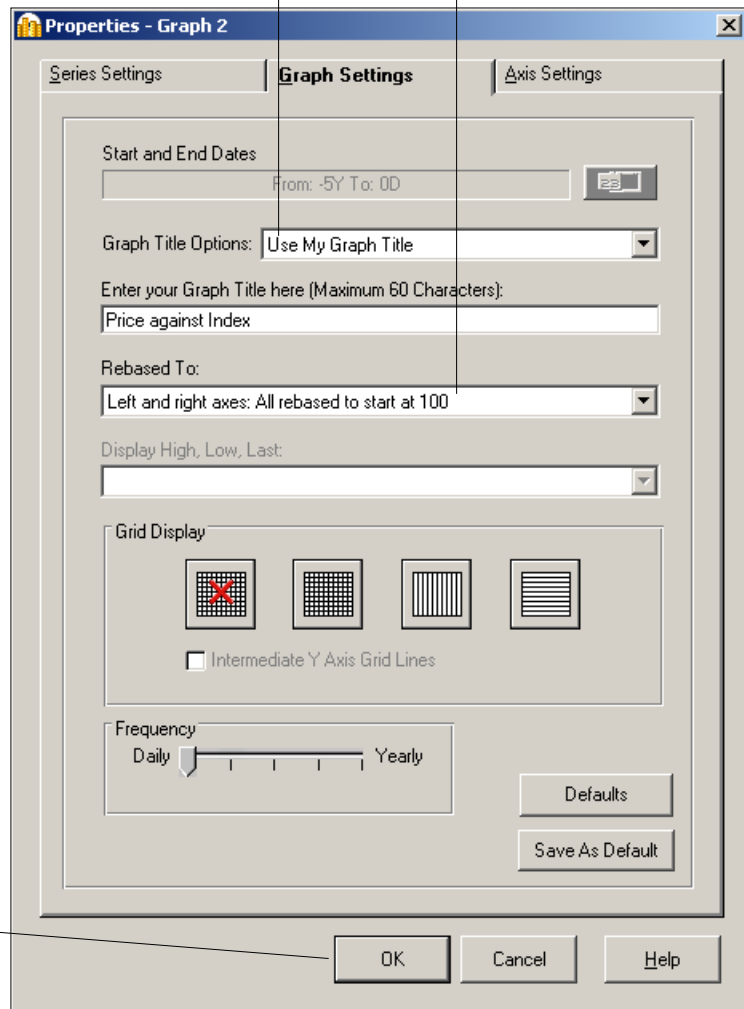 Properties - Graph 2
Series Settings
Graph Settings
Axis Settings
Start and End Dates
From: -5Y To: 0D
Graph Title Options: Use My Graph Title
Enter your Graph Title here (Maximum 60 Characters):
Price against Index
Rebased To:
Left and right axes: All rebased to start at 100
Display High, Low, Last:
Grid Display
Intermediate Y Axis Grid Lines
Frequency
Daily Yearly
Defaults
Save As Default
OK Cancel Help